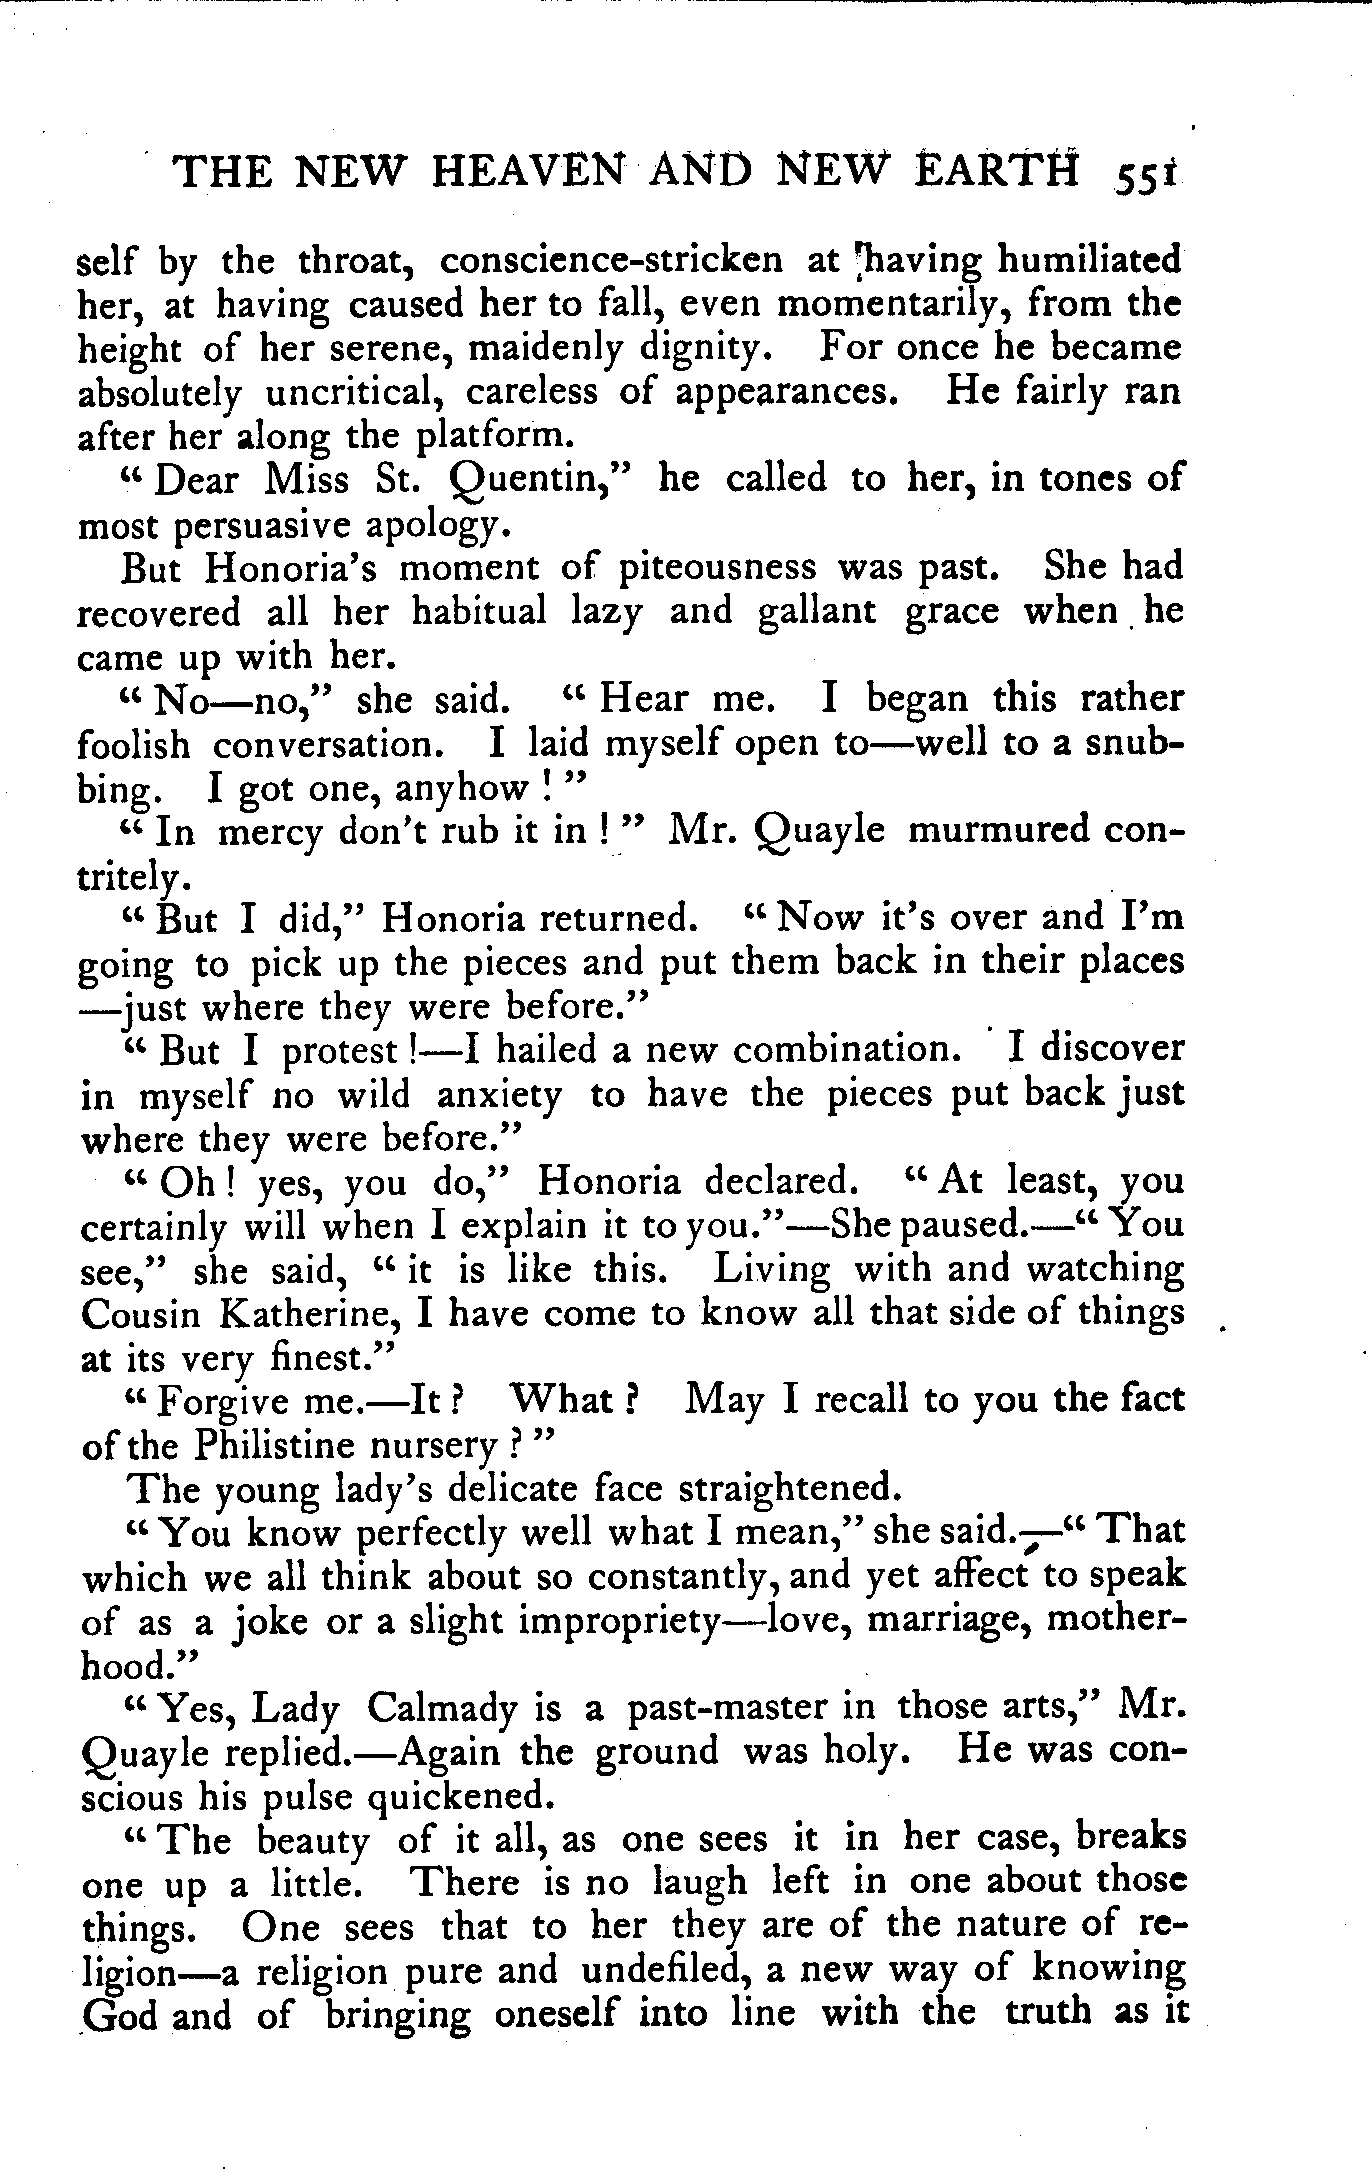 THE NEW HEAVEN AND NEW EARTH 551
self by the throat, conscience-stricken at having humiliated
her, at having caused her to fall, even momentarily, from the
height of her serene, maidenly dignity. For once he became
absolutely uncritical, careless of appearances. He fairly ran
after her along the platform.
“ Dear Miss St. Quentin,” he called to her, in tones of
most persuasive apology.
But Honoria's moment of piteousness was past. She had
recovered all her habitual lazy and gallant grace when he
came up with her.
“ No—no,” she said. “ Hear me. I began this rather
foolish conversation. I laid myself open to—well to a snub-
bing. I got one, anyhow ! ”
“ In mercy don't rub it in ! ” Mr. Quayle murmured con-
tritely.
“ But I did,” Honoria returned. “ Now it's over and I'm
going to pick up the pieces and put them back in their places
—just where they were before.”
“ But I protest !—I hailed a new combination. I discover
in myself no wild anxiety to have the pieces put back just
where they were before.”
“ Oh ! yes, you do,” Honoria declared. “ At least, you
certainly will when I explain it to you.”—She paused.—“ You
see,” she said, “ it is like this. Living with and watching
Cousin Katherine, I have come to know all that side of things
at its very finest.”
“ Forgive me.—It ? What ? May I recall to you the fact
of the Philistine nursery ? ”
The young lady's delicate face straightened.
“ You know perfectly well what I mean,” she said.—“ That
which we all think about so constantly, and yet affect to speak
of as a joke or a slight impropriety—love, marriage, mother-
hood.”
“ Yes, Lady Calmady is a past-master in those arts,” Mr.
Quayle replied.—Again the ground was holy. He was con-
scious his pulse quickened.
“ The beauty of it all, as one sees it in her case, breaks
one up a little. There is no laugh left in one about those
things. One sees that to her they are of the nature of re-
ligion—a religion pure and undefiled, a new way of knowing
God and of bringing oneself into line with the truth as it